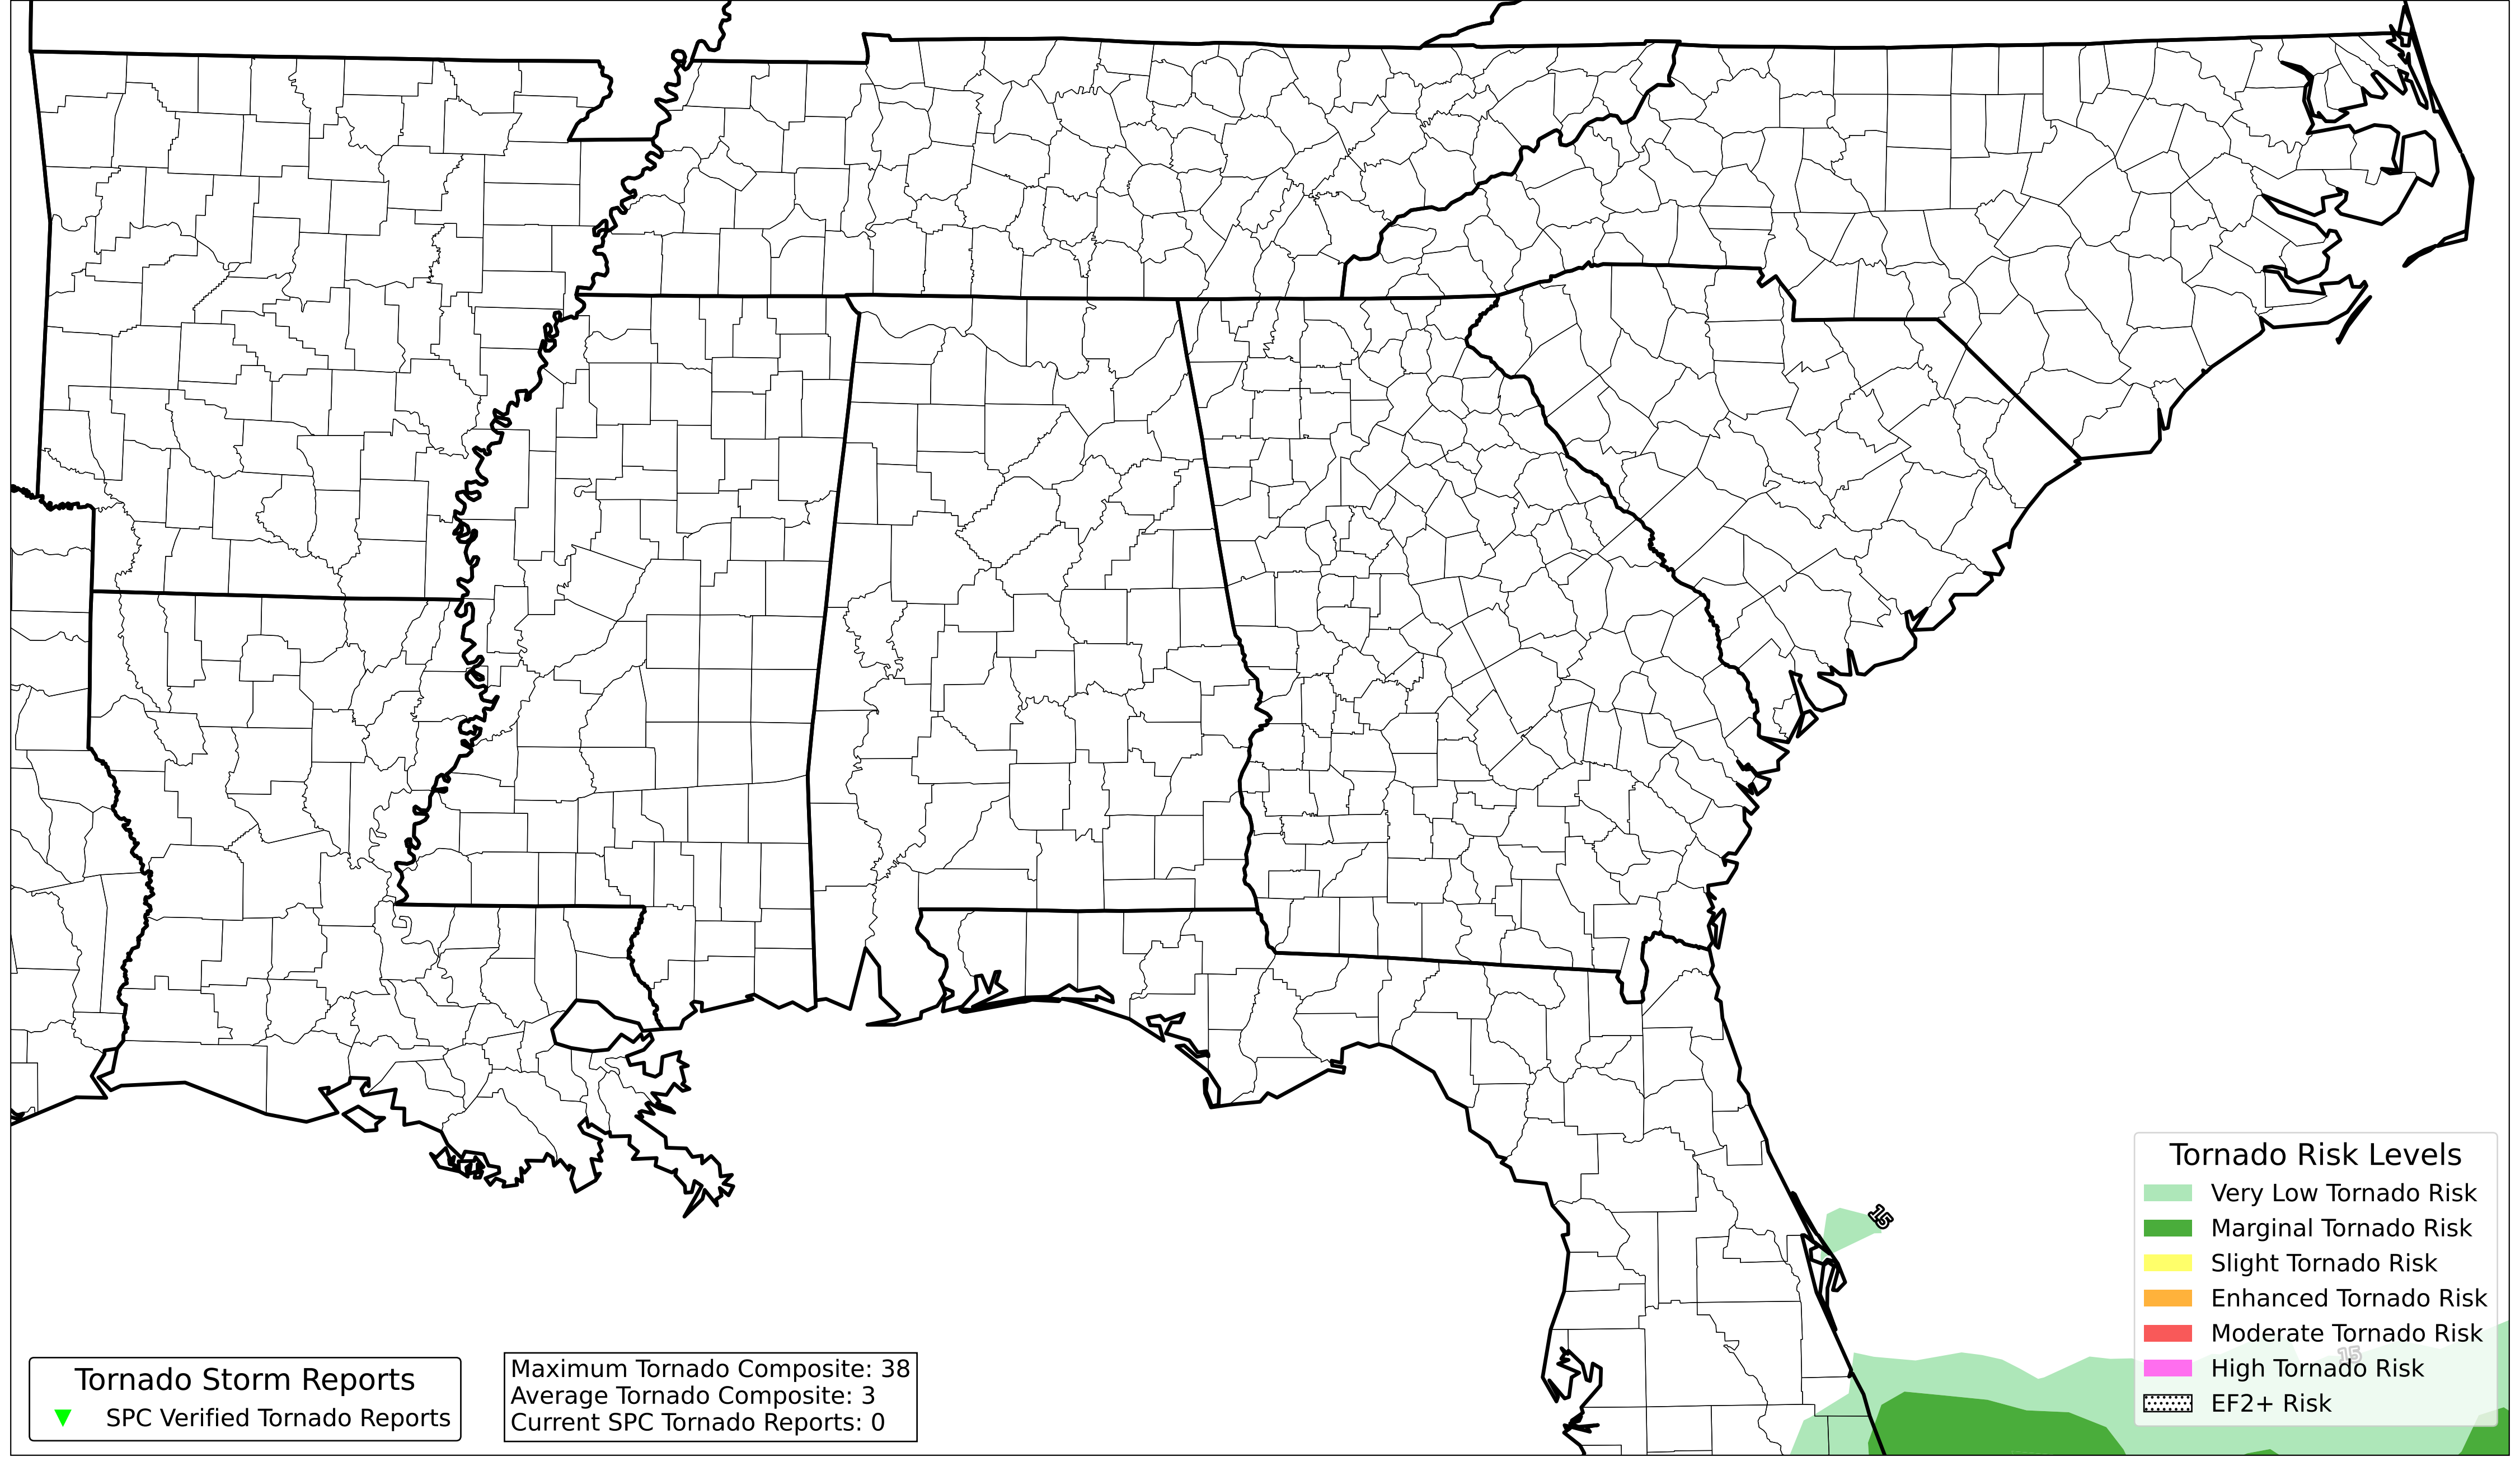 15
Tornado Risk Levels
Very Low Tornado Risk
Marginal Tornado Risk
Slight Tornado Risk
Enhanced Tornado Risk
Moderate Tornado Risk
15
High Tornado Risk
EF2+ Risk
Tornado Storm Reports
SPC Verified Tornado Reports
Maximum Tornado Composite: 38
Average Tornado Composite: 3
Current SPC Tornado Reports: 0